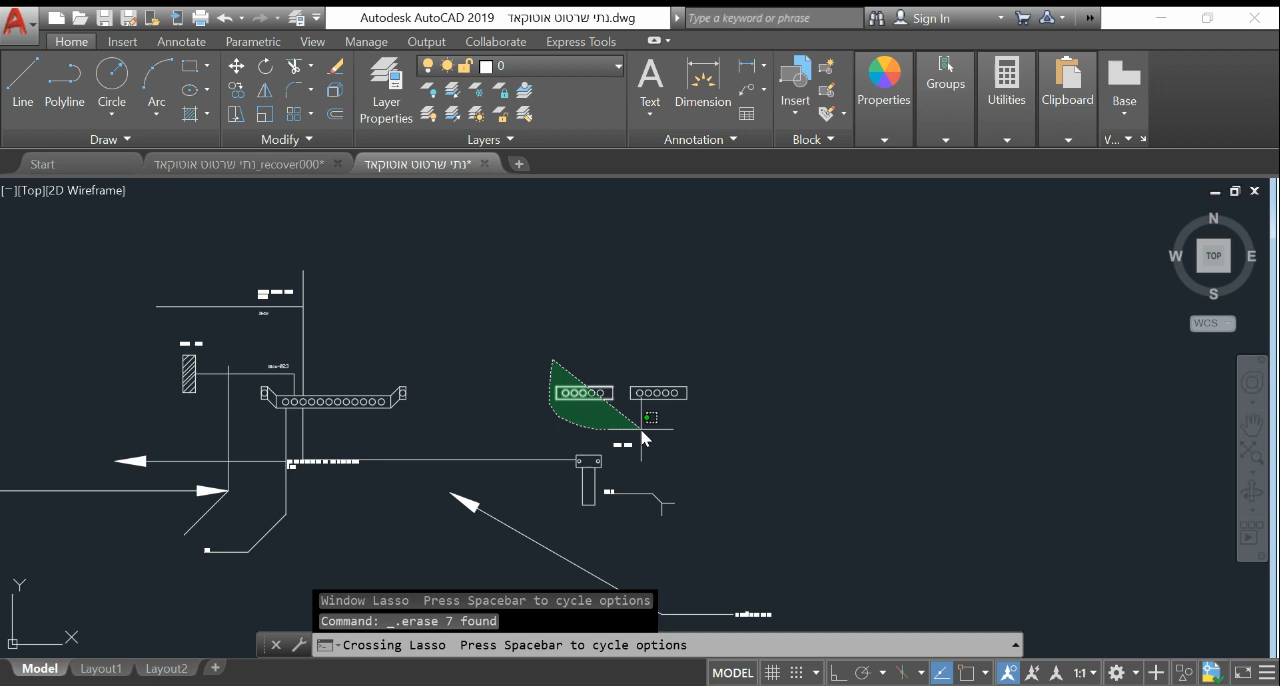 Autodesk AutoCAD 2019 נתי שרטוט אוטוקאד.dwg
Type a keyword or phrase
Sign In
Home Insert Annotate Parametric View Manage Output Collaborate Express Tools
0
Line Polyline Circle Arc
Layer Properties
Text Dimension
Insert
Properties Groups Utilities Clipboard Base
Draw Modify Layers Annotation Block V...
Start נתי שרטוט אוטוקאד_recover000* נתי שרטוט אוטוקאד*
[−][Top][2D Wireframe]
N
W TOP E
S
WCS
Y
X
Window Lasso Press Spacebar to cycle options
Command: _.erase 7 found
Crossing Lasso Press Spacebar to cycle options
Model Layout1 Layout2
MODEL 1:1